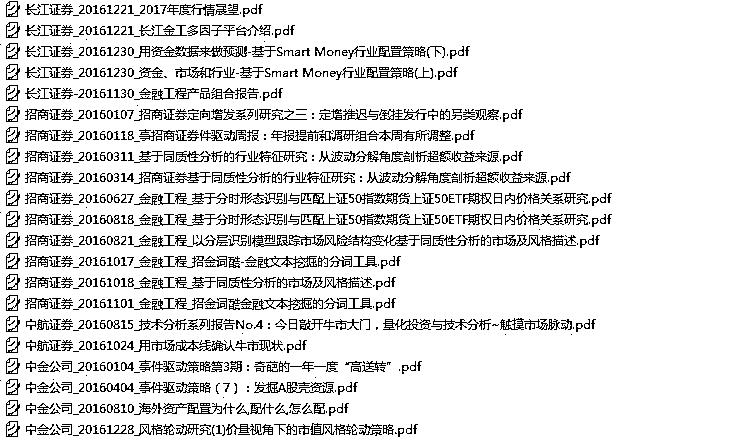 长江证券_20161221_2017年度行情展望.pdf
长江证券_20161221_长江金工多因子平台介绍.pdf
长江证券_20161230_用资金数据来做预测-基于Smart Money行业配置策略(下).pdf
长江证券_20161230_资金、市场和行业-基于Smart Money行业配置策略(上).pdf
长江证券-20161130_金融工程产品组合报告.pdf
招商证券_20160107_招商证券定向增发系列研究之三：定增推迟与倒挂发行中的另类观察.pdf
招商证券_20160118_事招商证券件驱动周报：年报提前和调研组合本周有所调整.pdf
招商证券_20160311_基于同质性分析的行业特征研究：从波动分解角度剖析超额收益来源.pdf
招商证券_20160314_招商证券基于同质性分析的行业特征研究：从波动分解角度剖析超额收益来源.pdf
招商证券_20160627_金融工程_基于分时形态识别与匹配上证50指数期货上证50ETF期权日内价格关系研究.pdf
招商证券_20160818_金融工程_基于分时形态识别与匹配上证50指数期货上证50ETF期权日内价格关系研究.pdf
招商证券_20160821_金融工程_以分层识别模型跟踪市场风险结构变化基于同质性分析的市场及风格描述.pdf
招商证券_20161017_金融工程_招金词酷-金融文本挖掘的分词工具.pdf
招商证券_20161018_金融工程_基于同质性分析的市场及风格描述.pdf
招商证券_20161101_金融工程_招金词酷金融文本挖掘的分词工具.pdf
中航证券_20160815_技术分析系列报告No.4：今日敲开牛市大门，量化投资与技术分析~触摸市场脉动.pdf
中航证券_20161024_用市场成本线确认牛市现状.pdf
中金公司_20160104_事件驱动策略第3期：奇葩的一年一度“高送转”.pdf
中金公司_20160404_事件驱动策略（7）：发掘A股壳资源.pdf
中金公司_20160810_海外资产配置为什么,配什么,怎么配.pdf
中金公司_20161228_风格轮动研究(1)价量视角下的市值风格轮动策略.pdf